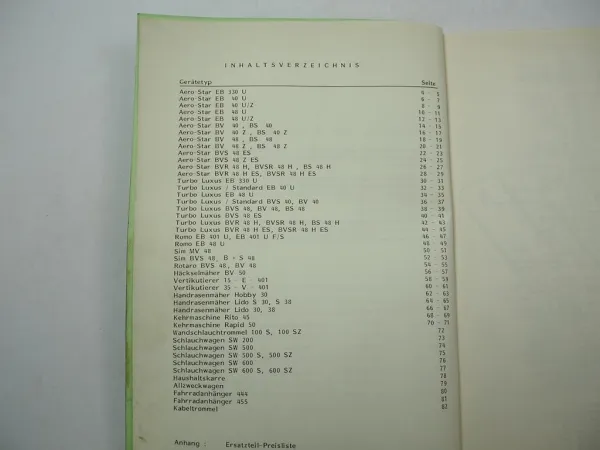 INHALTSVERZEICHNIS
Gerätetyp Seite
Aero-Star EB 330 U 4 - 5
Aero-Star EB 40 U 6 - 7
Aero-Star EB 40 U/Z 8 - 9
Aero-Star EB 48 U 10 - 11
Aero-Star EB 48 U/Z 12 - 13
Aero-Star BV 40 , BS 40 14 - 15
Aero-Star BV 40 Z , BS 40 Z 16 - 17
Aero-Star BV 48 , BS 48 18 - 19
Aero-Star BV 48 Z , BS 48 Z 20 - 21
Aero-Star BVS 48 ES 22 - 23
Aero-Star BVS 48 Z ES 24 - 25
Aero-Star BVR 48 H, BVSR 48 H , BS 48 H 26 - 27
Aero-Star BVR 48 H ES, BVSR 48 H ES 28 - 29
Turbo Luxus EB 330 U 30 - 31
Turbo Luxus / Standard EB 40 U 32 - 33
Turbo Luxus EB 48 U 34 - 35
Turbo Luxus / Standard BVS 40, BV 40 36 - 37
Turbo Luxus BVS 48, BV 48, BS 48 38 - 39
Turbo Luxus BVS 48 ES 40 - 41
Turbo Luxus BVR 48 H, BVSR 48 H, BS 48 H 42 - 43
Turbo Luxus BVR 48 H ES, BVSR 48 H ES 44 - 45
Romo EB 401 U, EB 401 U F/S 46 - 47
Romo EB 48 U 48 - 49
Sim MV 48 50 - 51
Sim BVS 48, B + S 48 52 - 53
Rotaro BVS 48, BV 48 54 - 55
Häckselmäher BV 50 56 - 57
Vertikutierer 15 - E - 401 58 - 59
Vertikutierer 35 - V - 401 60 - 61
Handrasenmäher Hobby 30 62 - 63
Handrasenmäher Lido S 30, S 38 64 - 65
Handrasenmäher Lido 30, 38 66 - 67
Kehrmaschine Rito 45 68 - 69
Kehrmaschine Rapid 50 70 - 71
Wandschlauchtrommel 100 S, 100 SZ 72
Schlauchwagen SW 200 73
Schlauchwagen SW 500 74
Schlauchwagen SW 500 S, 500 SZ 75
Schlauchwagen SW 600 76
Schlauchwagen SW 600 S, 600 SZ 77
Haushaltskarre 78
Allzweckwagen 79
Fahrradanhänger 444 80
Fahrradanhänger 455 81
Kabeltrommel 82
Anhang : Ersatzteil-Preisliste